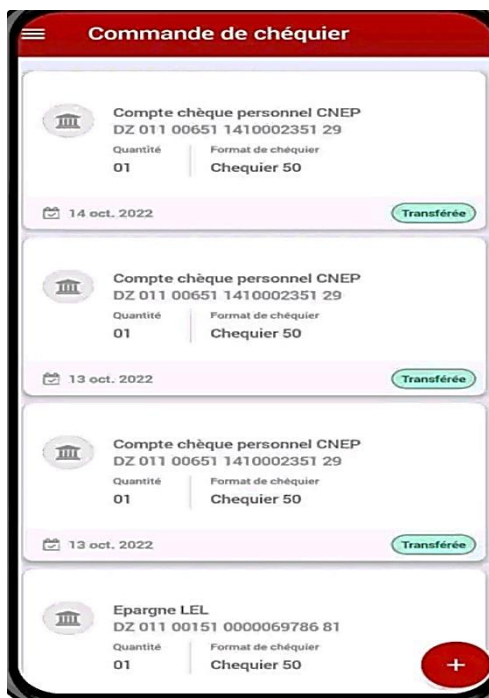 Commande de chéquier
Compte chèque personnel CNEP
DZ 011 00651 1410002351 29
Quantité Format de chéquier
01 Chequier 50
14 oct. 2022 Transférée
Compte chèque personnel CNEP
DZ 011 00651 1410002351 29
Quantité Format de chéquier
01 Chequier 50
13 oct. 2022 Transférée
Compte chèque personnel CNEP
DZ 011 00651 1410002351 29
Quantité Format de chéquier
01 Chequier 50
13 oct. 2022 Transférée
Epargne LEL
DZ 011 00151 0000069786 81
Quantité Format de chéquier
01 Chequier 50
+